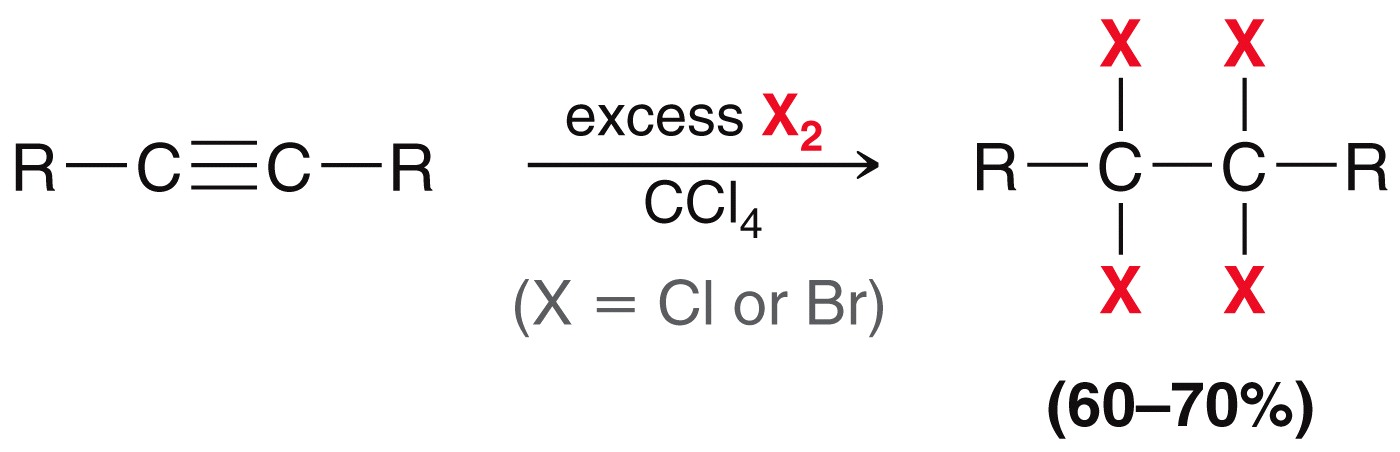 X X
R—C≡C—R excess X₂ R—C—C—R
CCl₄
(X = Cl or Br) X X
(60–70%)